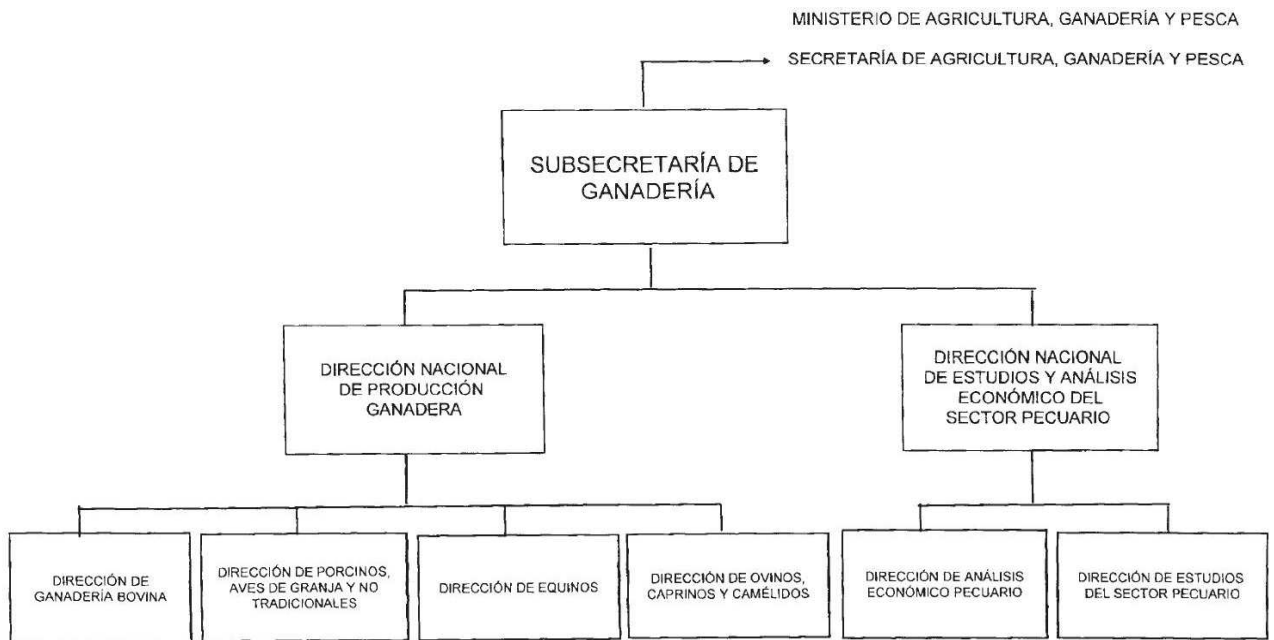 MINISTERIO DE AGRICULTURA, GANADERÍA Y PESCA
SECRETARÍA DE AGRICULTURA, GANADERÍA Y PESCA
SUBSECRETARÍA DE
GANADERÍA
DIRECCIÓN NACIONAL
DE PRODUCCIÓN
GANADERA
DIRECCIÓN NACIONAL
DE ESTUDIOS Y ANÁLISIS
ECONÓMICO DEL
SECTOR PECUARIO
DIRECCIÓN DE
GANADERÍA BOVINA
DIRECCIÓN DE PORCINOS,
AVES DE GRANJA Y NO
TRADICIONALES
DIRECCIÓN DE EQUINOS
DIRECCIÓN DE OVINOS,
CAPRINOS Y CAMÉLIDOS
DIRECCIÓN DE ANÁLISIS
ECONÓMICO PECUARIO
DIRECCIÓN DE ESTUDIOS
DEL SECTOR PECUARIO